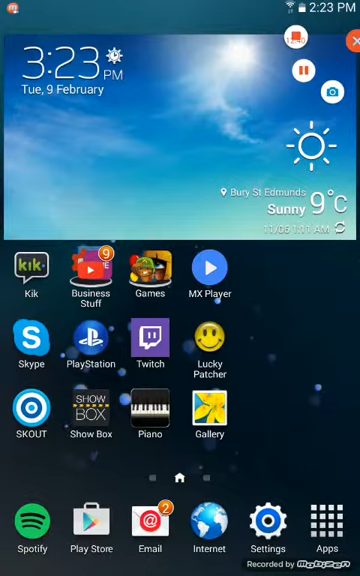 2:23 PM
3:23 PM
Tue, 9 February
Bury St Edmunds
Sunny 9°C
11/06 1:11 AM
kik
9
Kik
Business Stuff
Games
MX Player
Skype
PlayStation
Twitch
Lucky Patcher
SHOW BOX
SKOUT
Show Box
Piano
Gallery
2
Spotify
Play Store
Email
Internet
Settings
Apps
Recorded by MOBIZEN